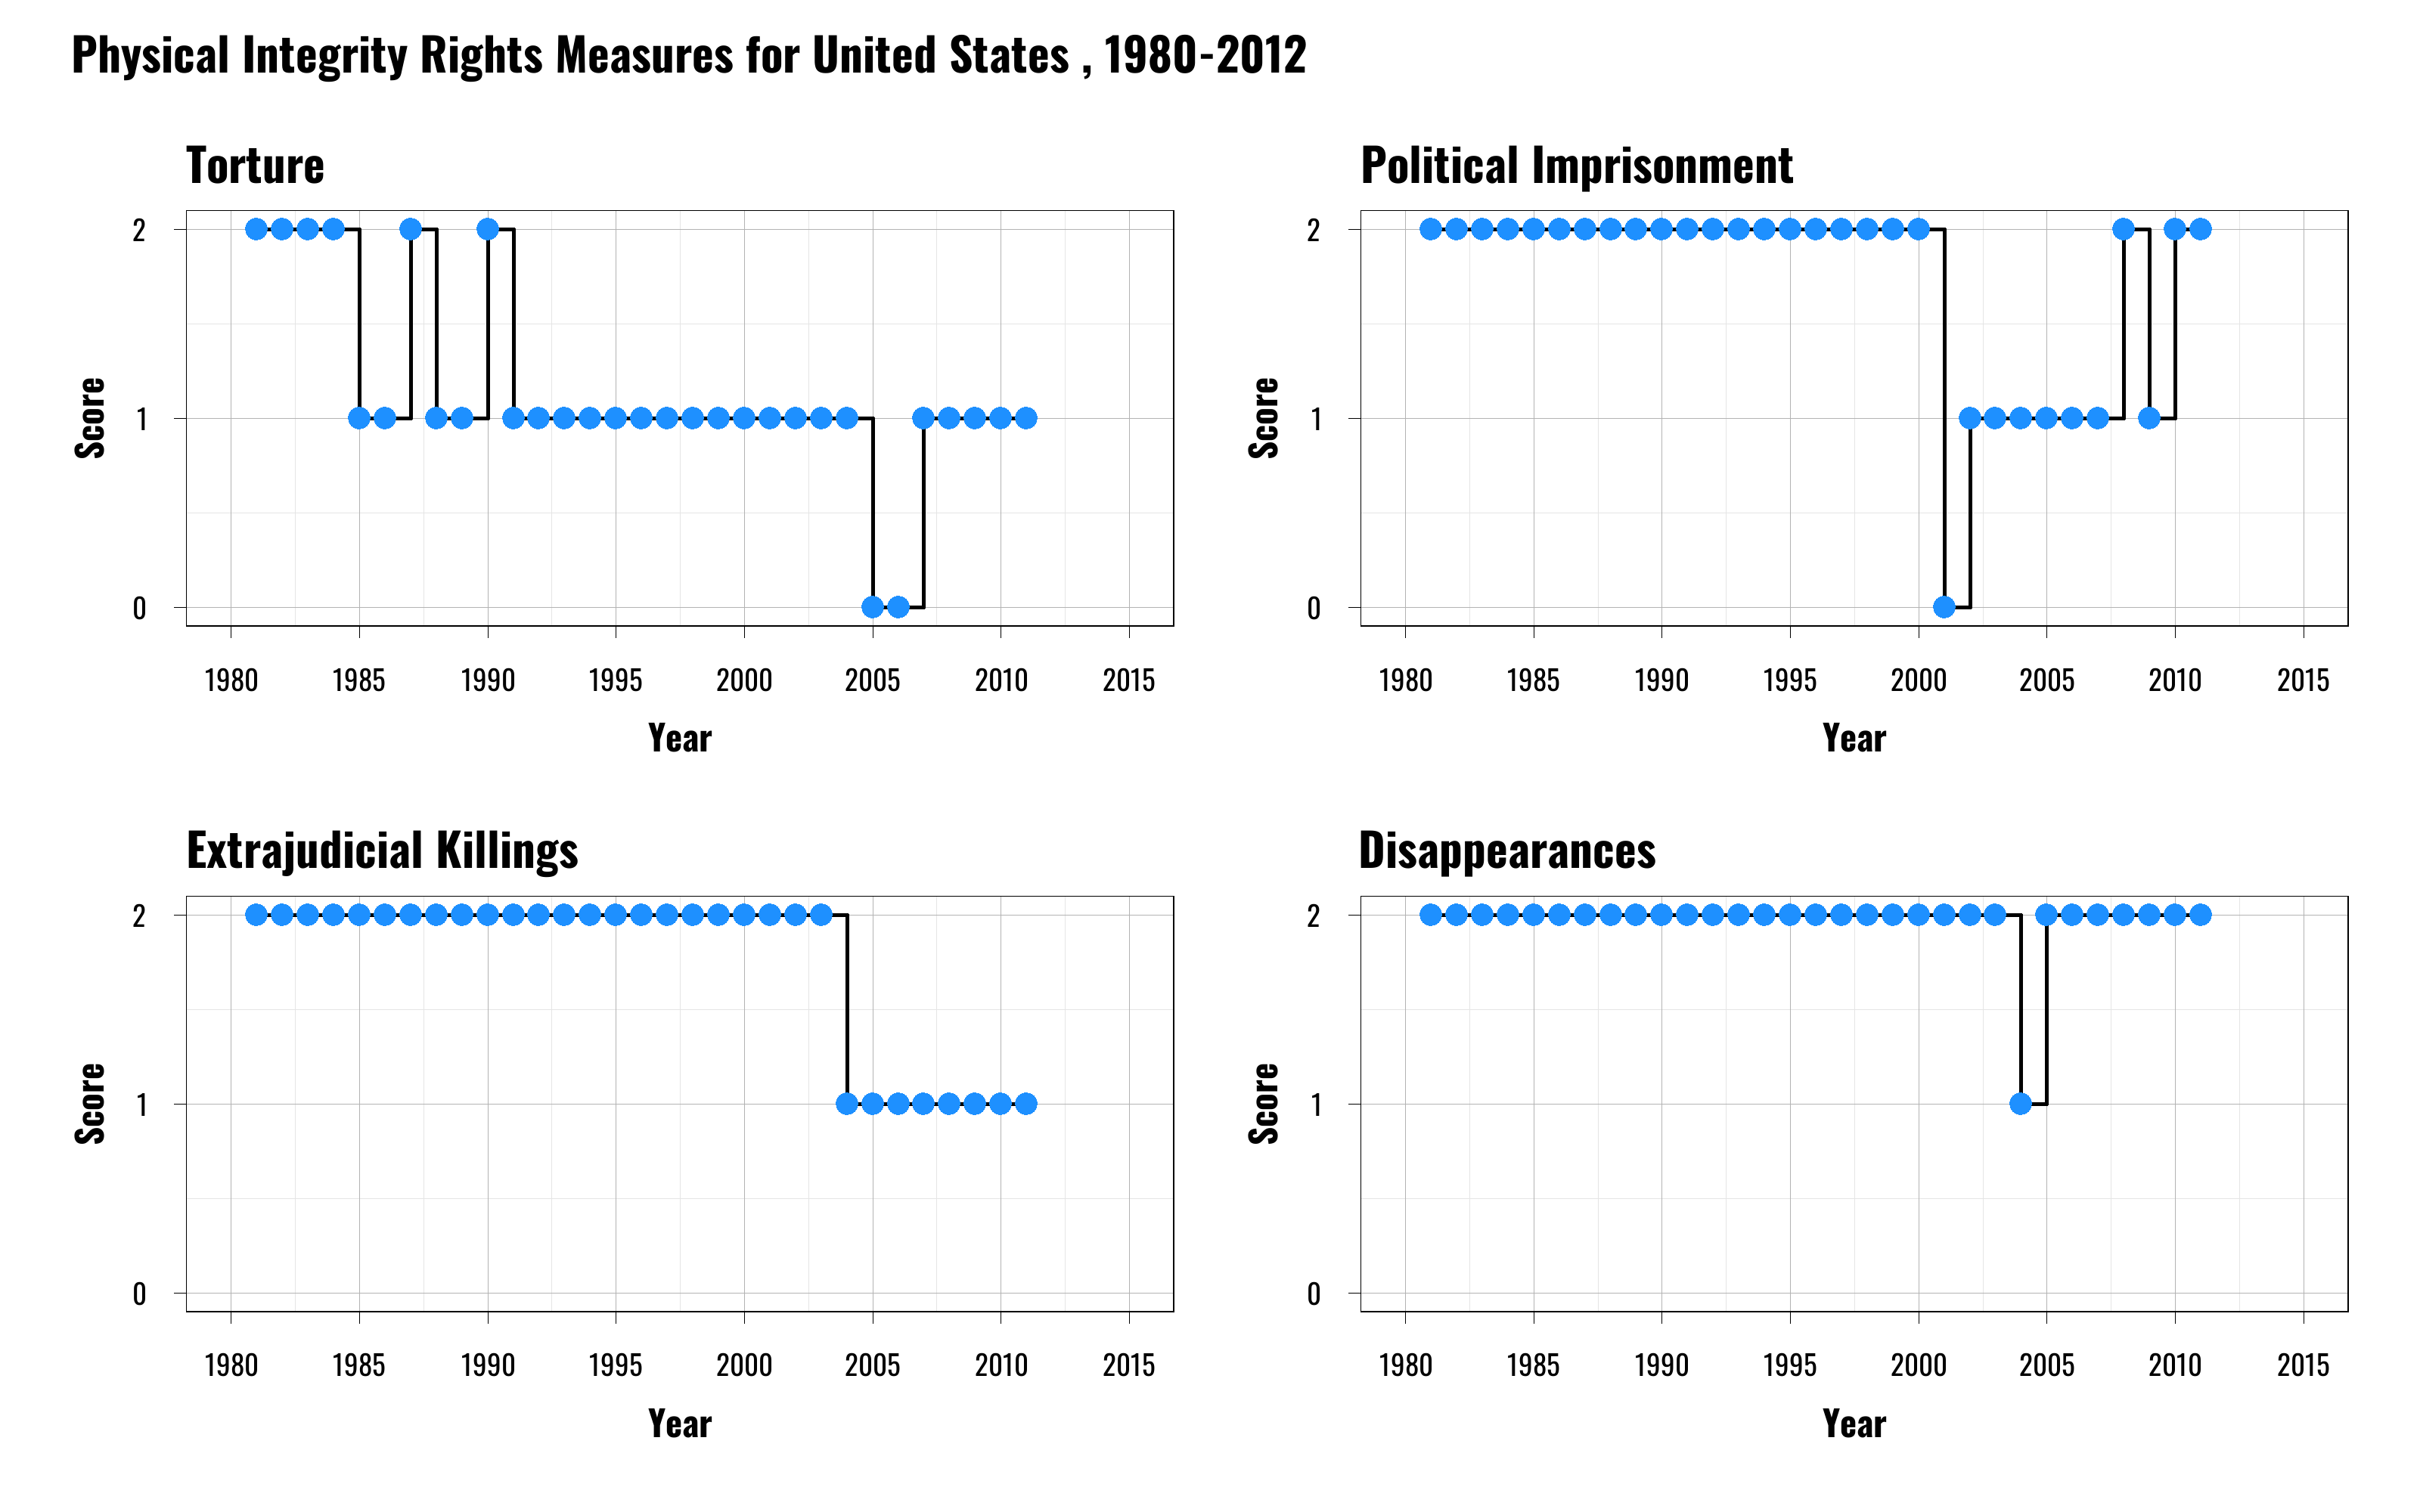 Physical Integrity Rights Measures for United States , 1980-2012
Torture
2
1
0
Score
1980 1985 1990 1995 2000 2005 2010 2015
Year
Political Imprisonment
2
1
0
Score
1980 1985 1990 1995 2000 2005 2010 2015
Year
Extrajudicial Killings
2
1
0
Score
1980 1985 1990 1995 2000 2005 2010 2015
Year
Disappearances
2
1
0
Score
1980 1985 1990 1995 2000 2005 2010 2015
Year